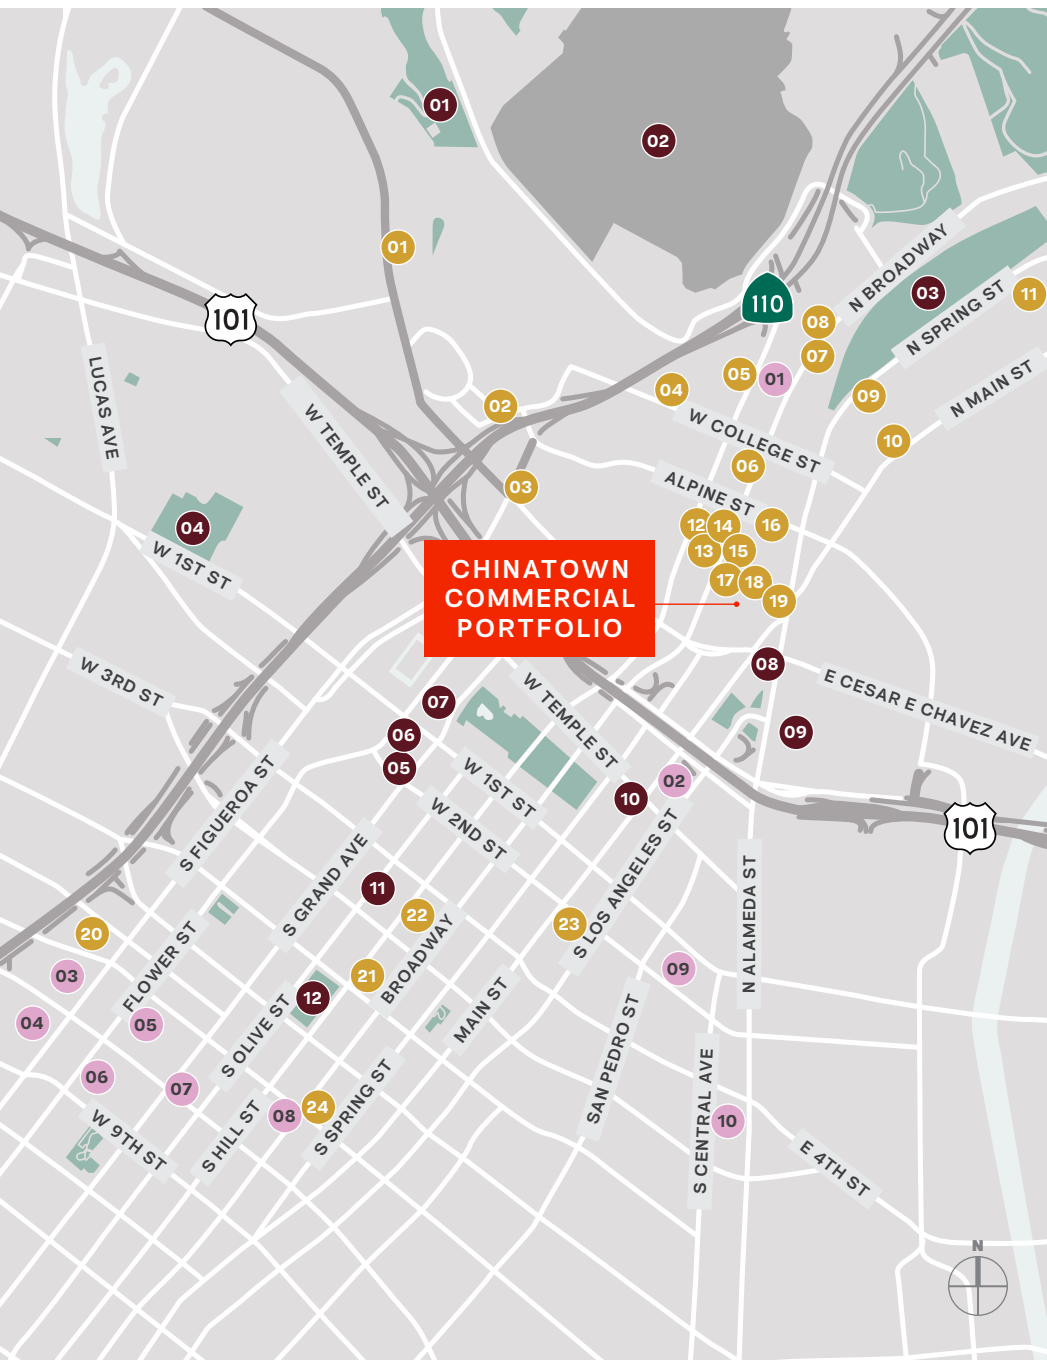 01
02
01
101
110
N BROADWAY
03
N SPRING ST
11
08
07
05
01
04
09
02
LUCAS AVE
W TEMPLE ST
W COLLEGE ST
N MAIN ST
10
06
03
ALPINE ST
04
12
14
16
W 1ST ST
13
15
17
18
19
CHINATOWN
COMMERCIAL
PORTFOLIO
08
W 3RD ST
07
W TEMPLE ST
E CESAR E CHAVEZ AVE
06
09
05
02
W 1ST ST
10
S FIGUEROA ST
W 2ND ST
101
S GRAND AVE
11
22
S LOS ANGELES ST
23
N ALAMEDA ST
20
03
FLOWER ST
21
BROADWAY
09
04
05
12
S OLIVE ST
MAIN ST
SAN PEDRO ST
06
07
08
24
S SPRING ST
S CENTRAL AVE
10
W 9TH ST
S HILL ST
E 4TH ST
N